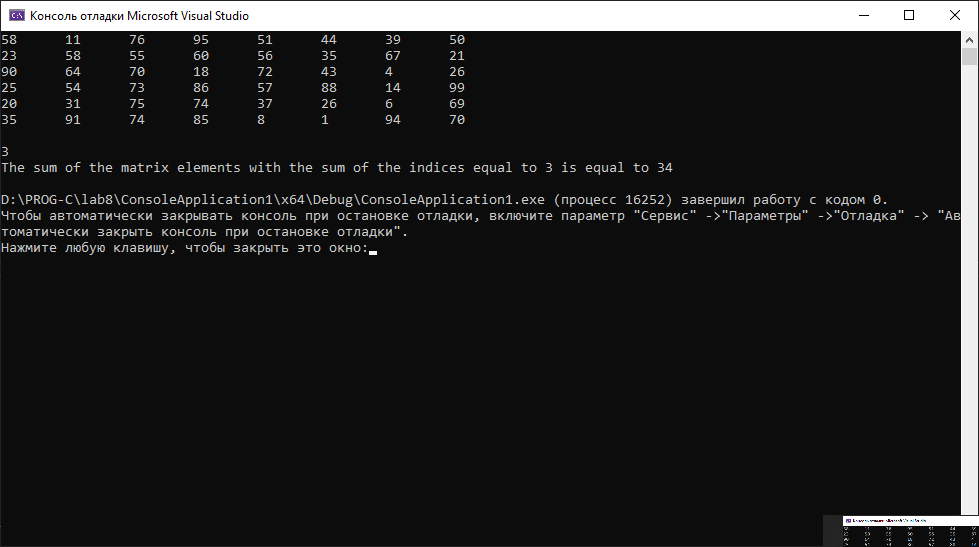 Консоль отладки Microsoft Visual Studio
58 11 76 95 51 44 39 50
23 58 55 60 56 35 67 21
90 64 70 18 72 43 4 26
25 54 73 86 57 88 14 99
20 31 75 74 37 26 6 69
35 91 74 85 8 1 94 70
3
The sum of the matrix elements with the sum of the indices equal to 3 is equal to 34
D:\PROG-C\lab8\ConsoleApplication1\x64\Debug\ConsoleApplication1.exe (процесс 16252) завершил работу с кодом 0.
Чтобы автоматически закрывать консоль при остановке отладки, включите параметр "Сервис" ->"Параметры" ->"Отладка" -> "Ав
томатически закрыть консоль при остановке отладки".
Нажмите любую клавишу, чтобы закрыть это окно: